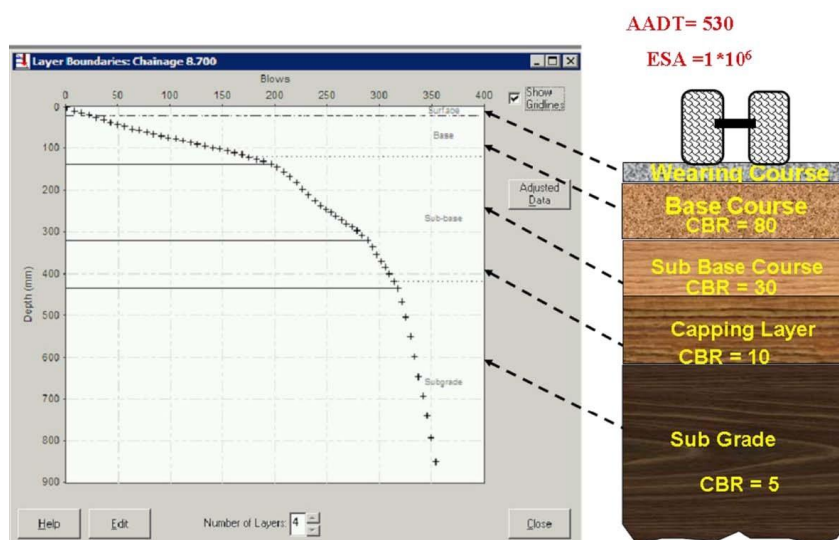 AADT= 530
ESA =1*10⁶
Layer Boundaries: Chainage 8.700
Blows
0 50 100 150 200 250 300 350 400
Show
Gridlines
Surface
Base
Adjusted
Data
Sub-base
Subgrade
Depth (mm)
0
100
200
300
400
500
600
700
800
900
Help
Edit
Number of Layers: 4
Close
Wearing Course
Base Course
CBR = 80
Sub Base Course
CBR = 30
Capping Layer
CBR = 10
Sub Grade
CBR = 5